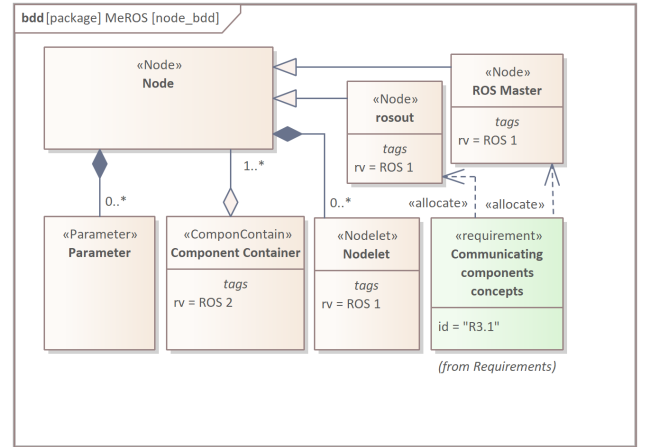 bdd [package] MeROS [node_bdd]
«Node»
Node
«Node»
ROS Master
tags
rv = ROS 1
«Node»
rosout
tags
rv = ROS 1
1..*
0..*
0..*
«allocate»
«allocate»
«Parameter»
Parameter
«ComponContain»
Component Container
tags
rv = ROS 2
«Nodelet»
Nodelet
tags
rv = ROS 1
«requirement»
Communicating
components
concepts
id = "R3.1"
(from Requirements)